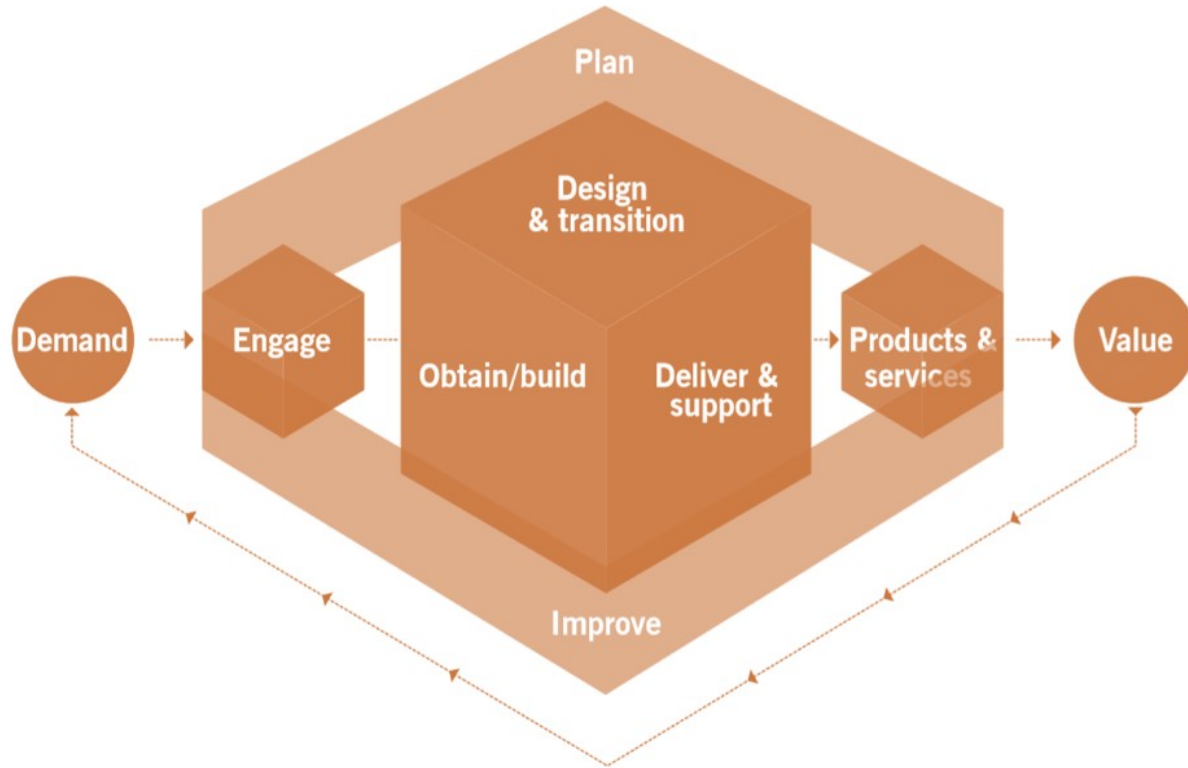 Plan
Design
& transition
Demand
Engage
Obtain/build
Deliver &
support
Products &
services
Value
Improve